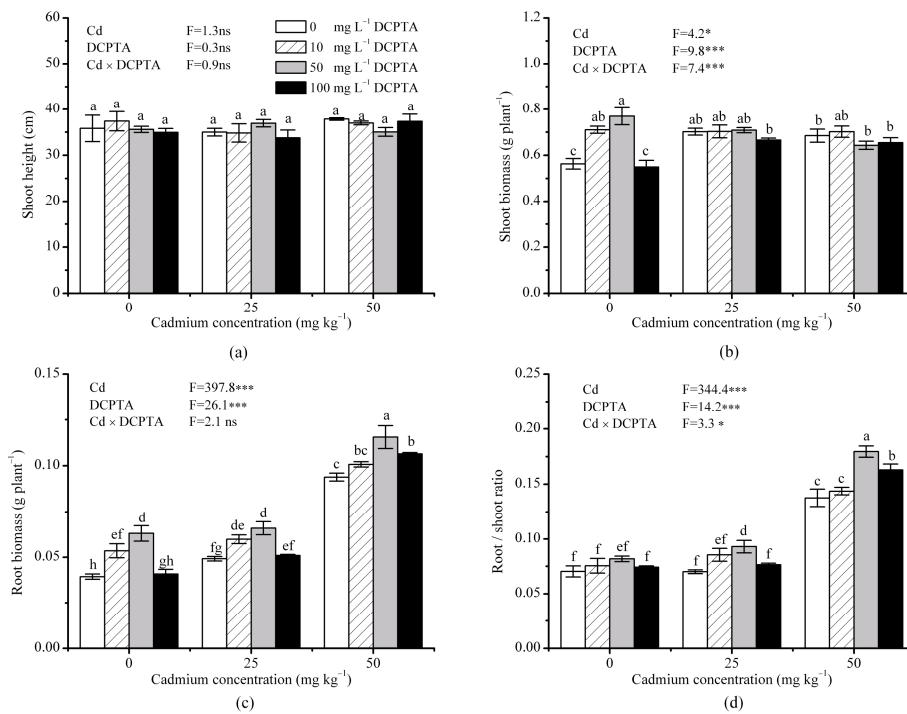 60
50
40
30
20
10
0
Shoot height (cm)
Cd F=1.3ns
DCPTA F=0.3ns
Cd × DCPTA F=0.9ns
0 mg L⁻¹ DCPTA
10 mg L⁻¹ DCPTA
50 mg L⁻¹ DCPTA
100 mg L⁻¹ DCPTA
a a a a a a a a a a a a
0 25 50
Cadmium concentration (mg kg⁻¹)
(a)
1.2
1.0
0.8
0.6
0.4
0.2
0.0
Shoot biomass (g plant⁻¹)
Cd F=4.2*
DCPTA F=9.8***
Cd × DCPTA F=7.4***
c ab a c ab ab ab b b ab b b
0 25 50
Cadmium concentration (mg kg⁻¹)
(b)
0.15
0.10
0.05
0.00
Root biomass (g plant⁻¹)
Cd F=397.8***
DCPTA F=26.1***
Cd × DCPTA F=2.1 ns
h ef d gh fg de d ef c bc a b
0 25 50
Cadmium concentration (mg kg⁻¹)
(c)
0.25
0.20
0.15
0.10
0.05
0.00
Root / shoot ratio
Cd F=344.4***
DCPTA F=14.2***
Cd × DCPTA F=3.3 *
f f ef f f ef d f c c a b
0 25 50
Cadmium concentration (mg kg⁻¹)
(d)